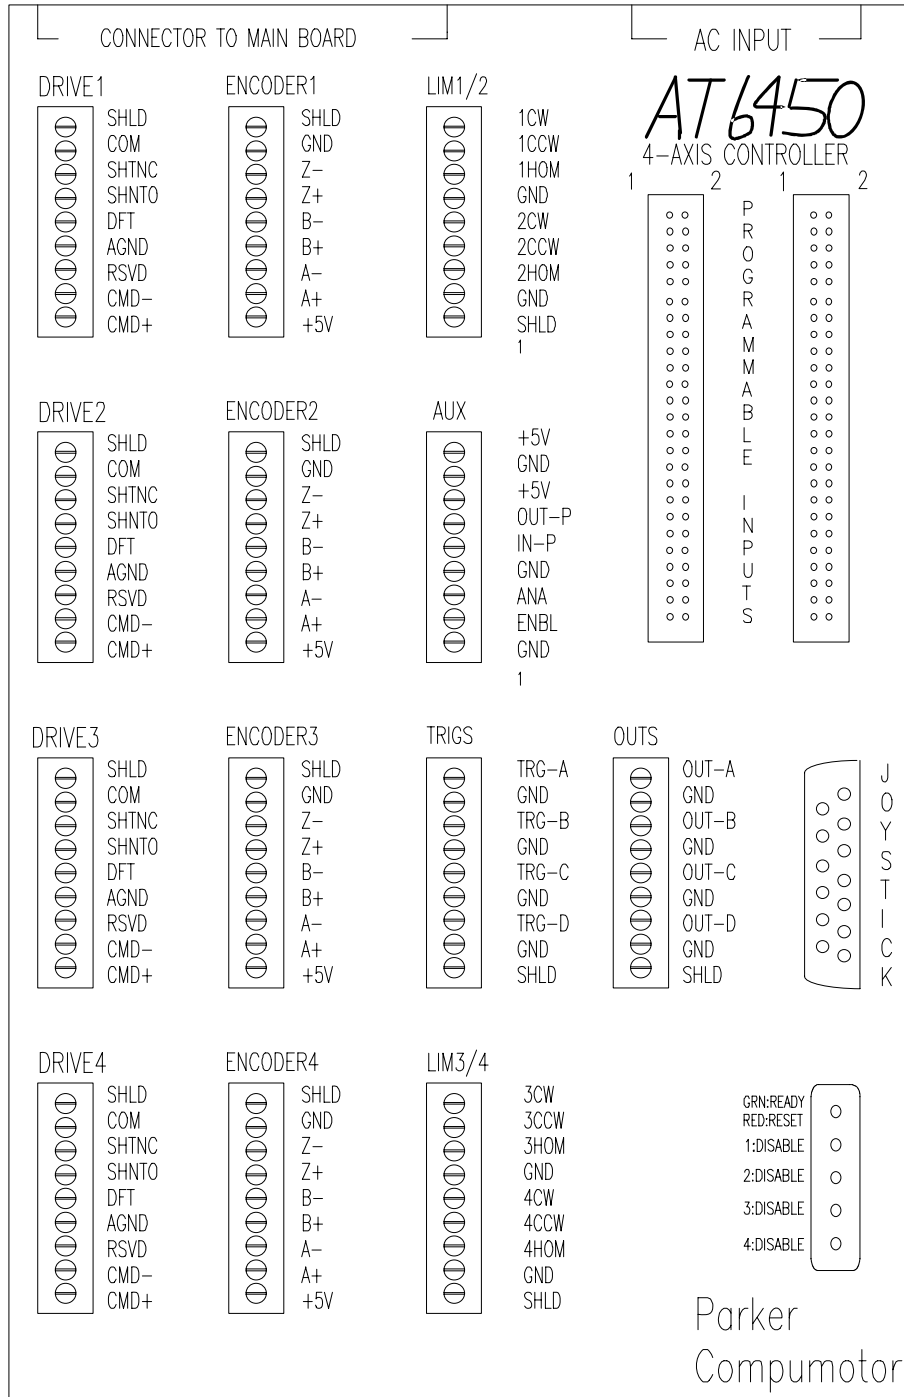 CONNECTOR TO MAIN BOARD
AC INPUT
AT6450
4-AXIS CONTROLLER
DRIVE1
SHLD
COM
SHTNC
SHNTO
DFT
AGND
RSVD
CMD-
CMD+
ENCODER1
SHLD
GND
Z-
Z+
B-
B+
A-
A+
+5V
LIM1/2
1CW
1CCW
1HOM
GND
2CW
2CCW
2HOM
GND
SHLD
1
1 2
PROGRAMMABLE INPUTS
1 2
DRIVE2
SHLD
COM
SHTNC
SHNTO
DFT
AGND
RSVD
CMD-
CMD+
ENCODER2
SHLD
GND
Z-
Z+
B-
B+
A-
A+
+5V
AUX
+5V
GND
+5V
OUT-P
IN-P
GND
ANA
ENBL
GND
1
DRIVE3
SHLD
COM
SHTNC
SHNTO
DFT
AGND
RSVD
CMD-
CMD+
ENCODER3
SHLD
GND
Z-
Z+
B-
B+
A-
A+
+5V
TRIGS
TRG-A
GND
TRG-B
GND
TRG-C
GND
TRG-D
GND
SHLD
OUTS
OUT-A
GND
OUT-B
GND
OUT-C
GND
OUT-D
GND
SHLD
JOYSTICK
DRIVE4
SHLD
COM
SHTNC
SHNTO
DFT
AGND
RSVD
CMD-
CMD+
ENCODER4
SHLD
GND
Z-
Z+
B-
B+
A-
A+
+5V
LIM3/4
3CW
3CCW
3HOM
GND
4CW
4CCW
4HOM
GND
SHLD
GRN:READY
RED:RESET
1:DISABLE
2:DISABLE
3:DISABLE
4:DISABLE
Parker
Compumotor